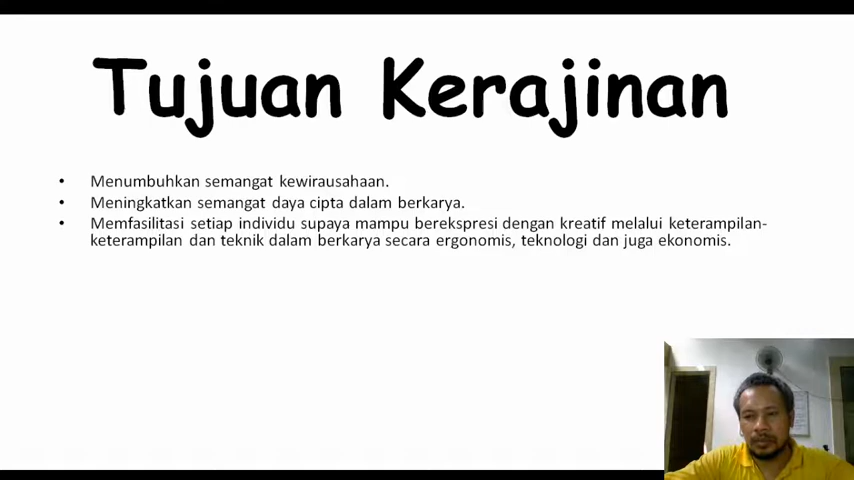 Tujuan Kerajinan
• Menumbuhkan semangat kewirausahaan.
• Meningkatkan semangat daya cipta dalam berkarya.
• Memfasilitasi setiap individu supaya mampu berekspresi dengan kreatif melalui keterampilan-
keterampilan dan teknik dalam berkarya secara ergonomis, teknologi dan juga ekonomis.